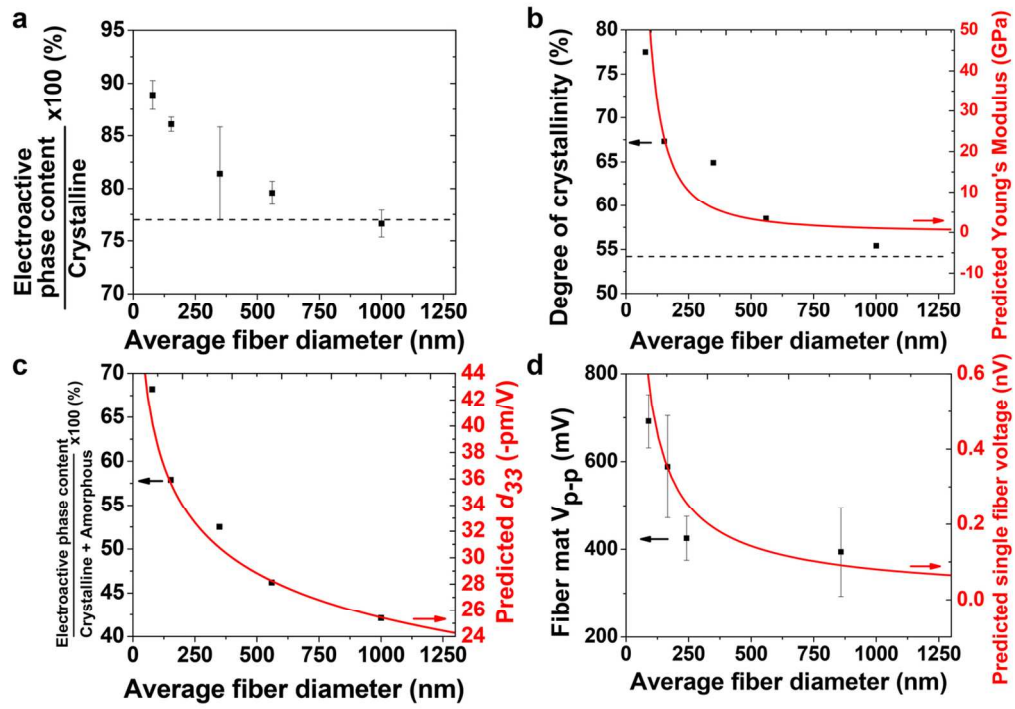 a
Electroactive
phase content
Crystalline
x100 (%)
95
90
85
80
75
70
0 250 500 750 1000 1250
Average fiber diameter (nm)
b
Degree of crystallinity (%)
80
75
70
65
60
55
50
0 250 500 750 1000 1250
Average fiber diameter (nm)
50
40
30
20
10
0
-10
Predicted Young's Modulus (GPa)
c
Electroactive phase content
Crystalline + Amorphous
x100 (%)
70
65
60
55
50
45
40
0 250 500 750 1000 1250
Average fiber diameter (nm)
44
42
40
38
36
34
32
30
28
26
24
Predicted d33 (-pm/V)
d
Fiber mat Vp-p (mV)
800
600
400
200
0 250 500 750 1000 1250
Average fiber diameter (nm)
0.6
0.4
0.2
0.0
Predicted single fiber voltage (nV)